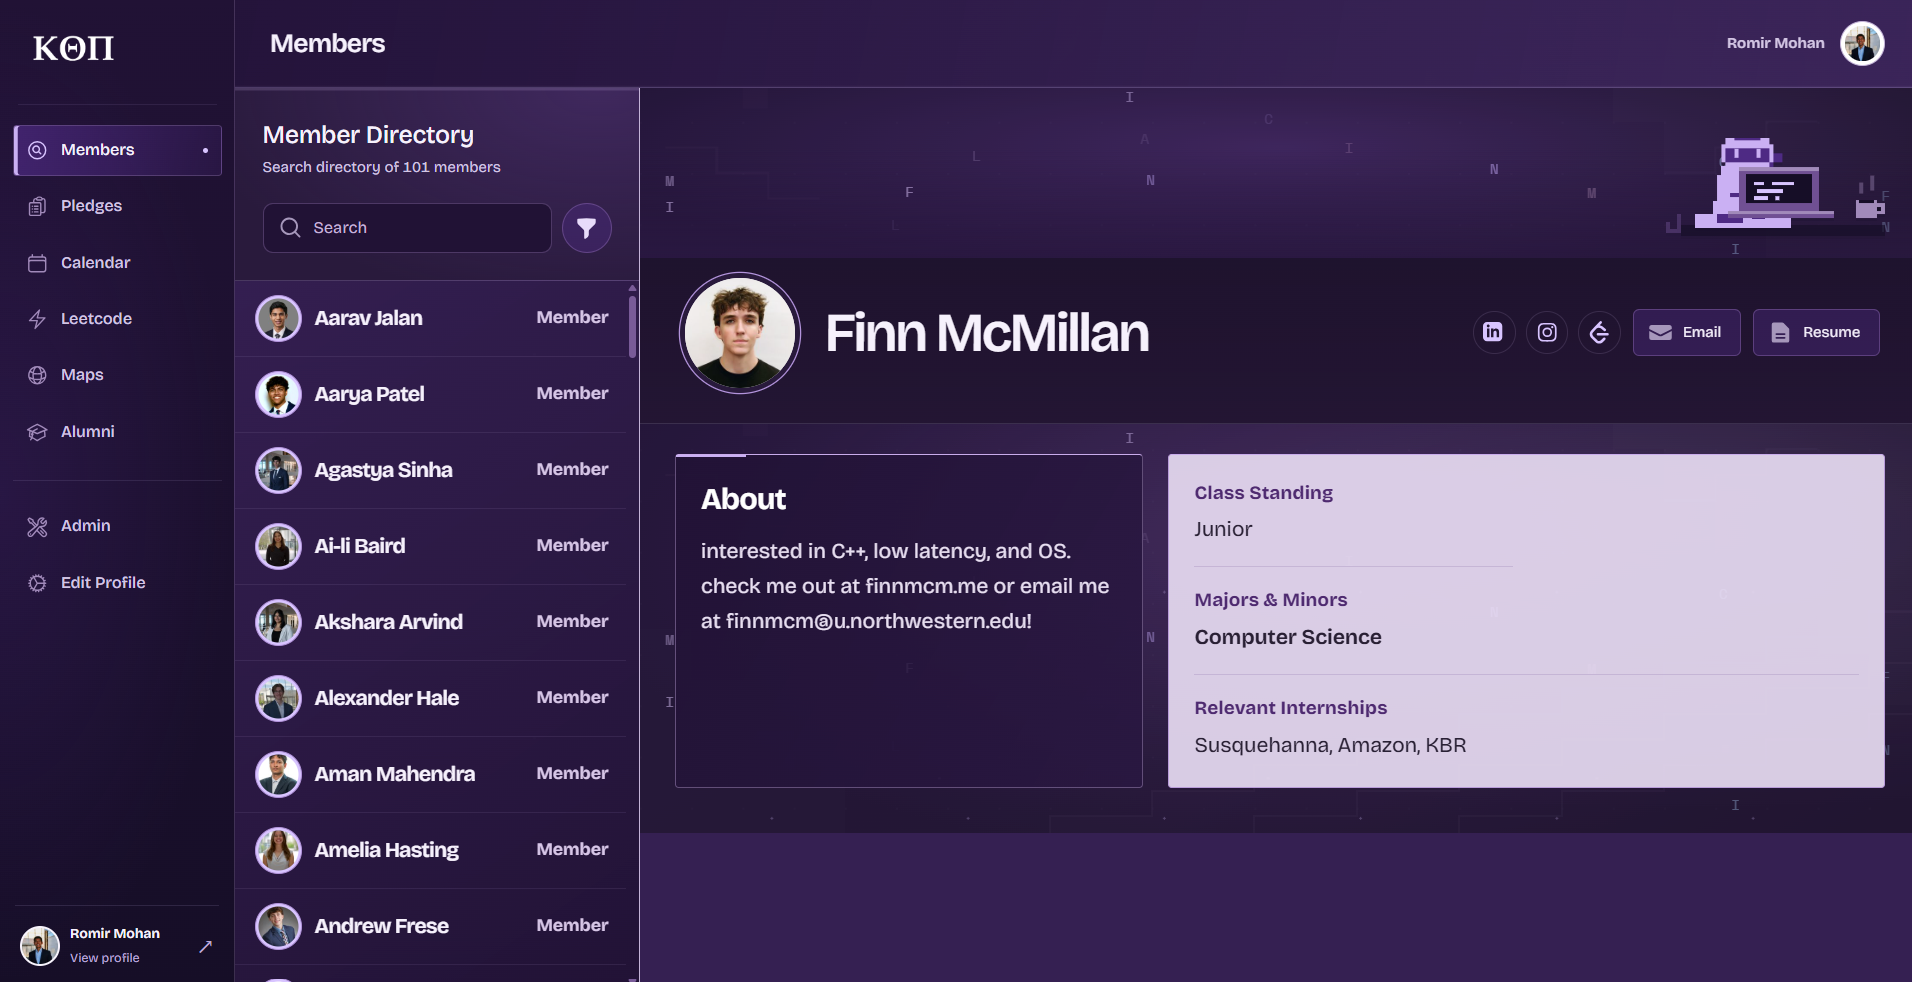 ΚΘΠ
Members
Pledges
Calendar
Leetcode
Maps
Alumni
Admin
Edit Profile
Romir Mohan
View profile
Members
Romir Mohan
Member Directory
Search directory of 101 members
Search
Aarav Jalan Member
Aarya Patel Member
Agastya Sinha Member
Ai-li Baird Member
Akshara Arvind Member
Alexander Hale Member
Aman Mahendra Member
Amelia Hasting Member
Andrew Frese Member
Finn McMillan
Email
Resume
About
interested in C++, low latency, and OS.
check me out at finnmcm.me or email me
at finnmcm@u.northwestern.edu!
Class Standing
Junior
Majors & Minors
Computer Science
Relevant Internships
Susquehanna, Amazon, KBR